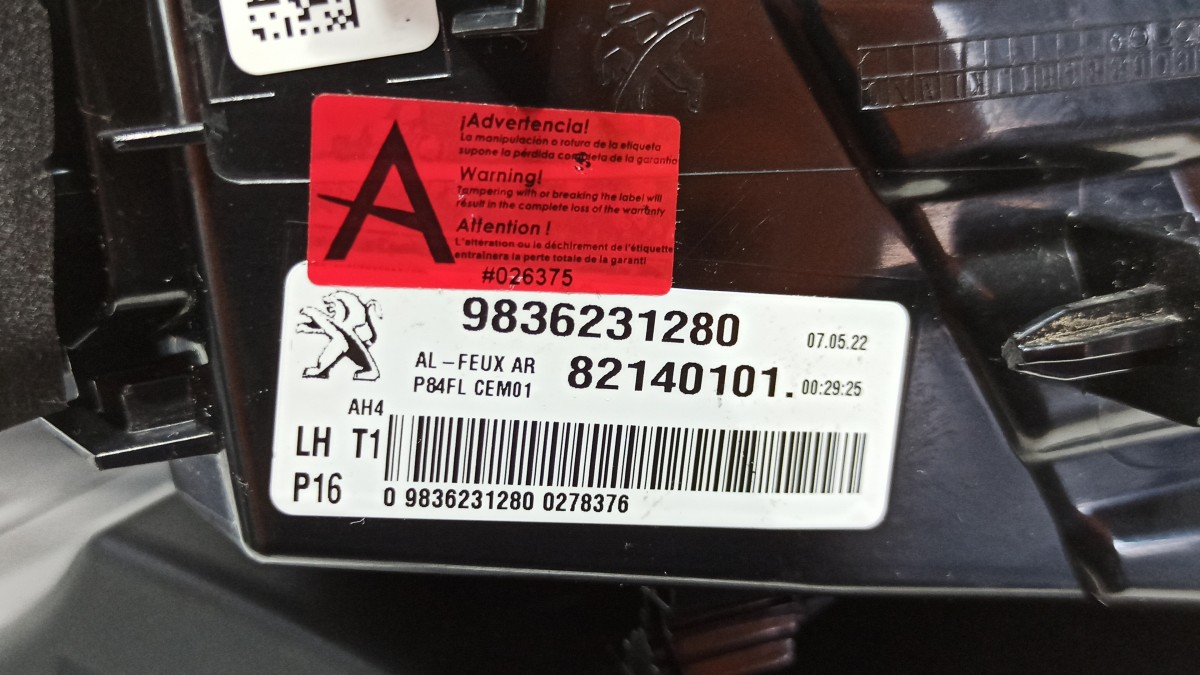 ¡Advertencia!
La manipulación o rotura de la etiqueta
supone la pérdida completa de la garantia
Warning!
Tampering with or breaking the label will
result in the complete loss of the warranty
Attention !
L'alteration ou le déchirement de l'étiquette
entrainera la perte totale de la garanti
#026375
A
9836231280
07.05.22
AL-FEUX AR
82140101.
00:29:25
P84FL CEM01
AH4
LH T1
P16
0 9836231280 0278376